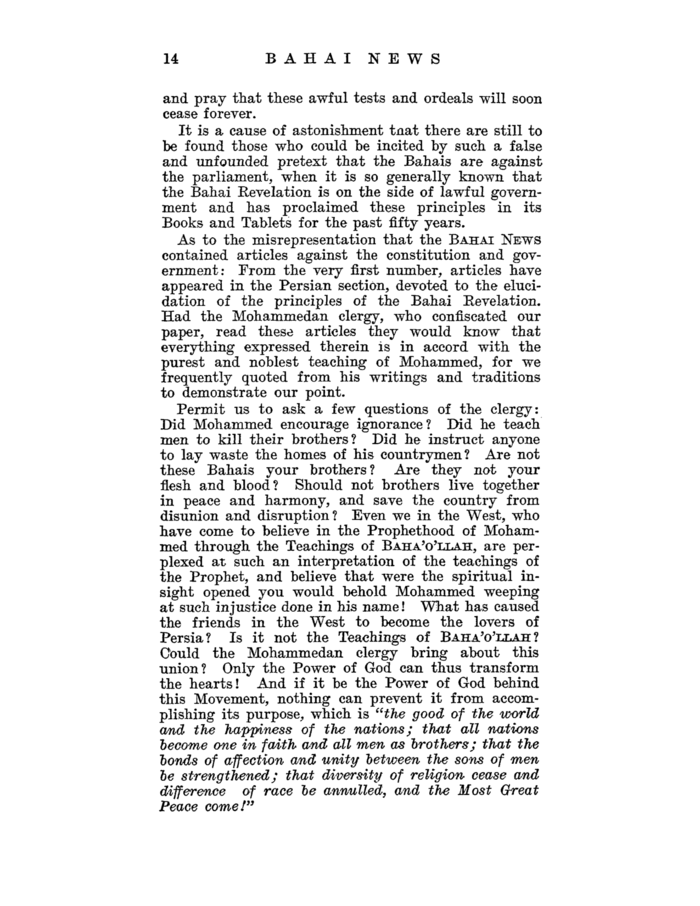 14 BAHAI NEWS
and pray that these awful tests and ordeals will soon
cease forever.
It is a cause of astonishment tnat there are still to
be found those who could be incited by such a false
and unfounded pretext that the Bahais are against
the parliament, when it is so generally known that
the Bahai Revelation is on the side of lawful govern-
ment and has proclaimed these principles in its
Books and Tablets for the past fifty years.
As to the misrepresentation that the BAHAI NEWS
contained articles against the constitution and gov-
ernment: From the very first number, articles have
appeared in the Persian section, devoted to the eluci-
dation of the principles of the Bahai Revelation.
Had the Mohammedan clergy, who confiscated our
paper, read these articles they would know that
everything expressed therein is in accord with the
purest and noblest teaching of Mohammed, for we
frequently quoted from his writings and traditions
to demonstrate our point.
Permit us to ask a few questions of the clergy:
Did Mohammed encourage ignorance? Did he teach
men to kill their brothers? Did he instruct anyone
to lay waste the homes of his countrymen? Are not
these Bahais your brothers? Are they not your
flesh and blood? Should not brothers live together
in peace and harmony, and save the country from
disunion and disruption? Even we in the West, who
have come to believe in the Prophethood of Moham-
med through the Teachings of BAHA'O'LLAH, are per-
plexed at such an interpretation of the teachings of
the Prophet, and believe that were the spiritual in-
sight opened you would behold Mohammed weeping
at such injustice done in his name! What has caused
the friends in the West to become the lovers of
Persia? Is it not the Teachings of BAHA'O'LLAH?
Could the Mohammedan clergy bring about this
union? Only the Power of God can thus transform
the hearts! And if it be the Power of God behind
this Movement, nothing can prevent it from accom-
plishing its purpose, which is "the good of the world
and the happiness of the nations; that all nations
become one in faith and all men as brothers; that the
bonds of affection and unity between the sons of men
be strengthened; that diversity of religion cease and
difference of race be annulled, and the Most Great
Peace come!"